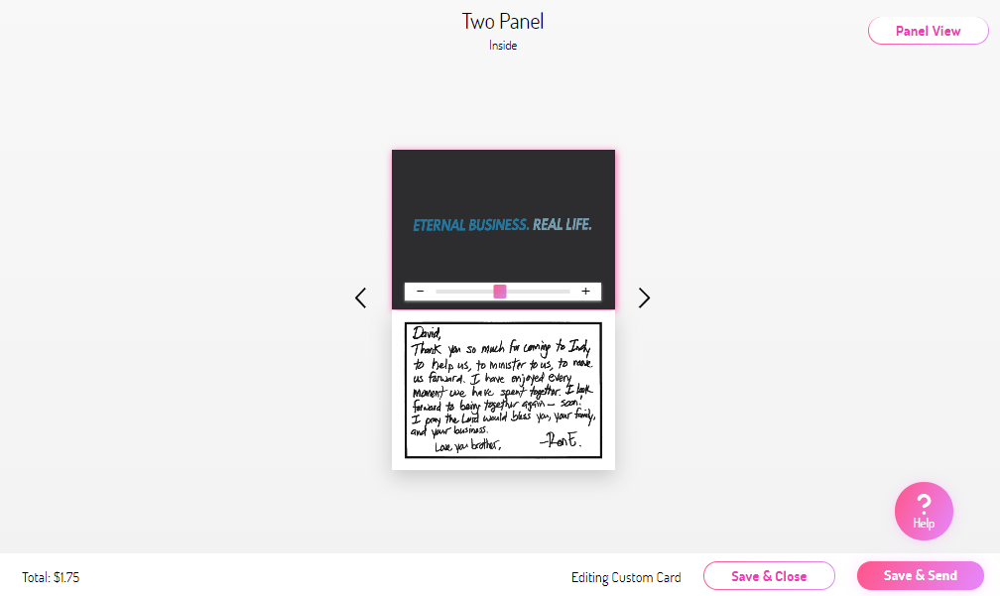 Two Panel
Inside
Panel View
ETERNAL BUSINESS. REAL LIFE.
− +
David,
Thank you so much for coming to Indy
to help us, to minister to us, to move
us forward. I have enjoyed every
moment we have spent together. I look
forward to being together again — soon!
I pray the Lord would bless you, your family,
and your business.
Love you brother,
—Ron E.
?
Help
Total: $1.75
Editing Custom Card
Save & Close
Save & Send